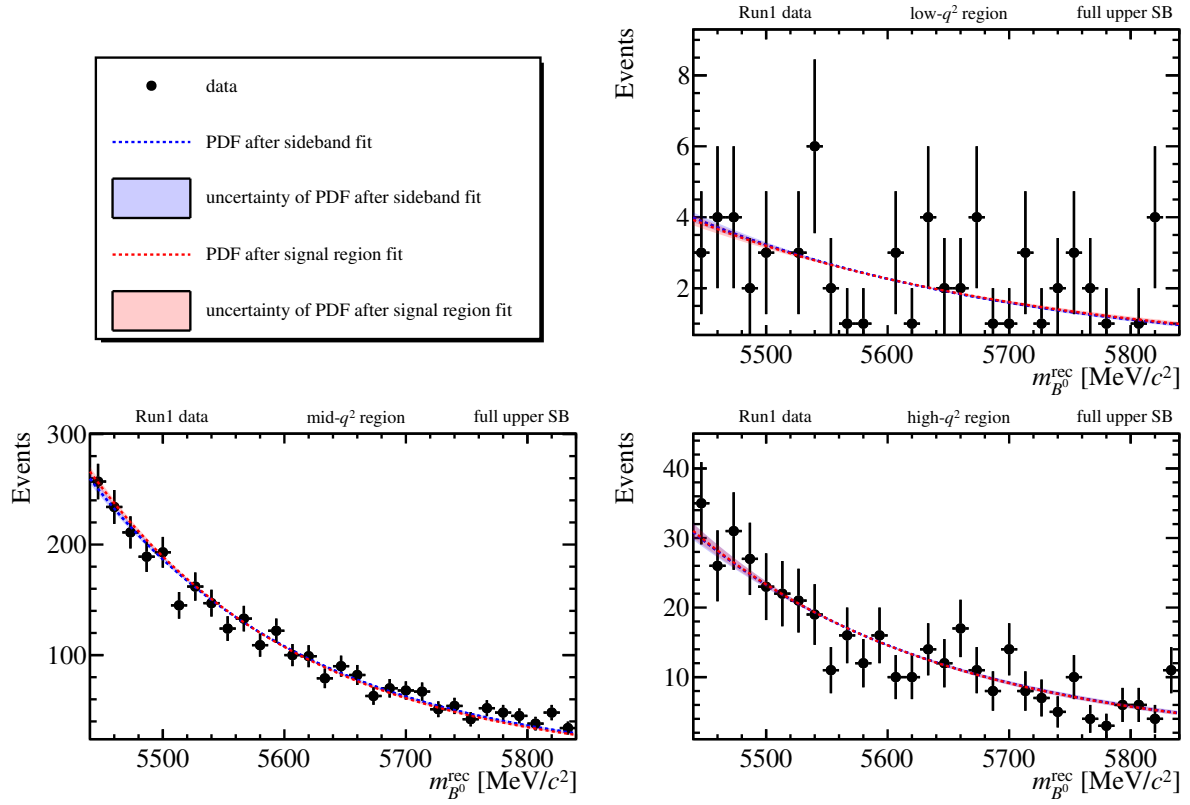 data
PDF after sideband fit
uncertainty of PDF after sideband fit
PDF after signal region fit
uncertainty of PDF after signal region fit
Run1 data low-q² region full upper SB
Events
8
6
4
2
5500 5600 5700 5800
m_{B⁰}^{rec} [MeV/c²]
Run1 data mid-q² region full upper SB
Events
300
200
100
5500 5600 5700 5800
m_{B⁰}^{rec} [MeV/c²]
Run1 data high-q² region full upper SB
Events
40
30
20
10
5500 5600 5700 5800
m_{B⁰}^{rec} [MeV/c²]